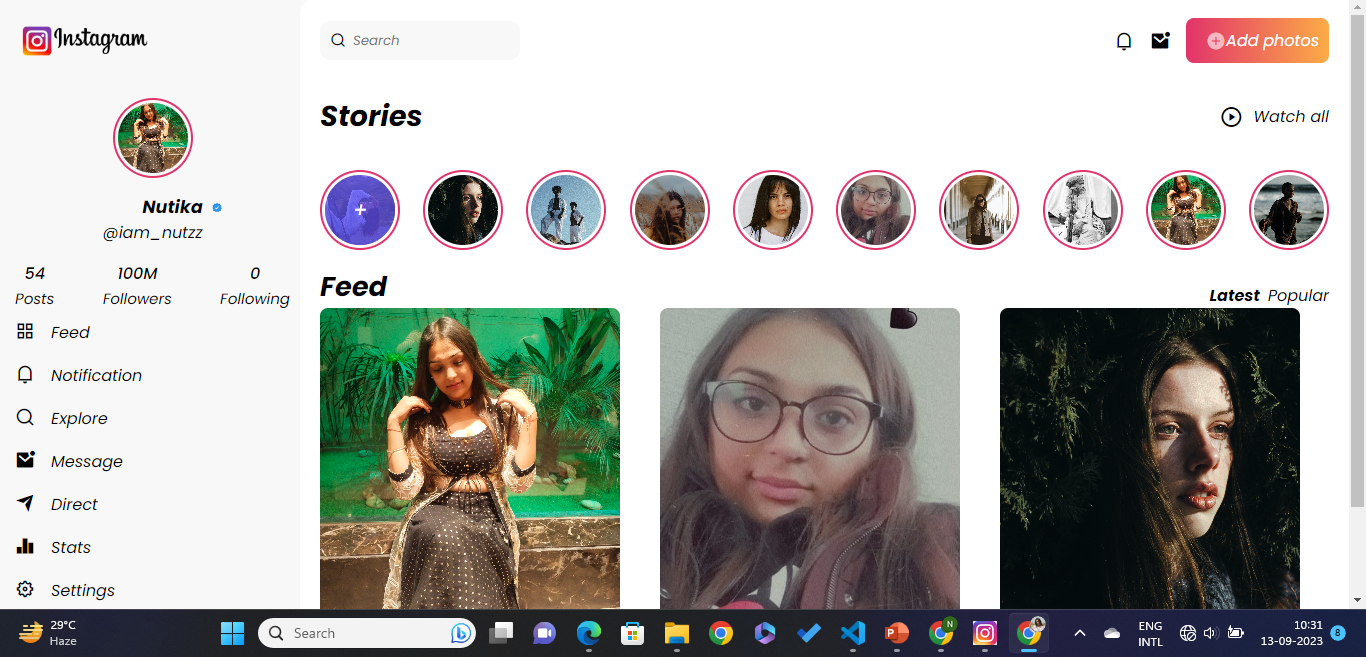 Instagram
Search
Add photos
Nutika
@iam_nutzz
54 100M 0
Posts Followers Following
Feed
Notification
Explore
Message
Direct
Stats
Settings
Stories
Watch all
+
Feed
Latest Popular
29°C
Haze
Search
b
N
P
ENG
INTL
10:31
13-09-2023
8